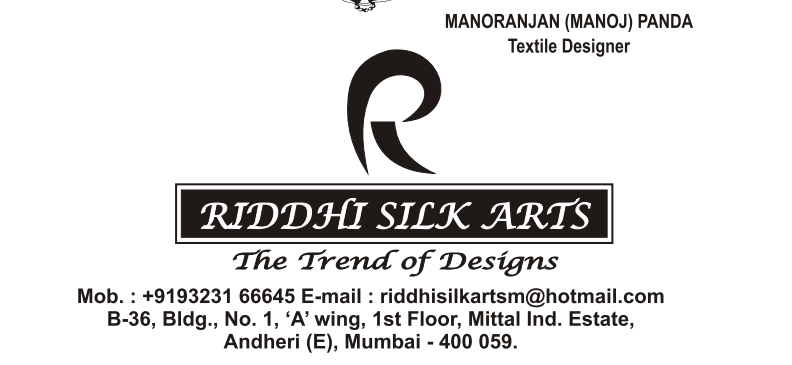 MANORANJAN (MANOJ) PANDA
Textile Designer
R
RIDDHI SILK ARTS
The Trend of Designs
Mob. : +9193231 66645 E-mail : riddhisilkartsm@hotmail.com
B-36, Bldg., No. 1, ‘A’ wing, 1st Floor, Mittal Ind. Estate,
Andheri (E), Mumbai - 400 059.